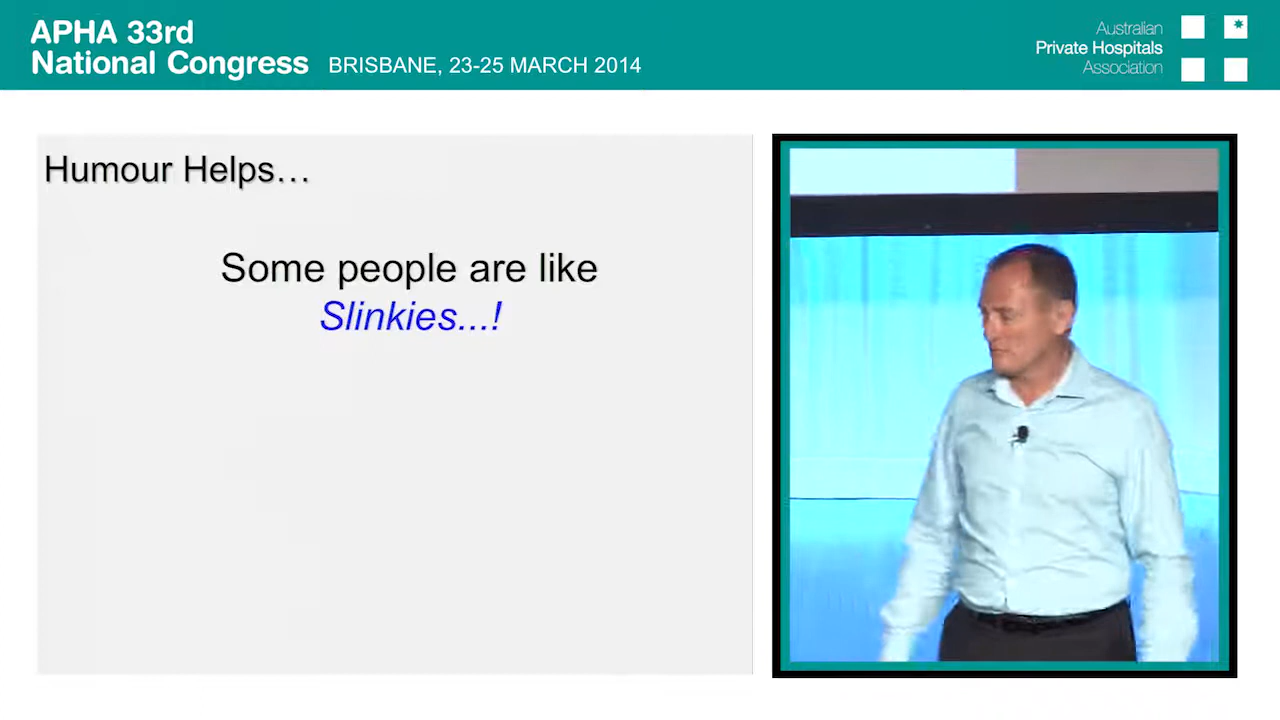 APHA 33rd
National Congress BRISBANE, 23-25 MARCH 2014
Australian
Private Hospitals
Association
Humour Helps…
Some people are like
Slinkies...!